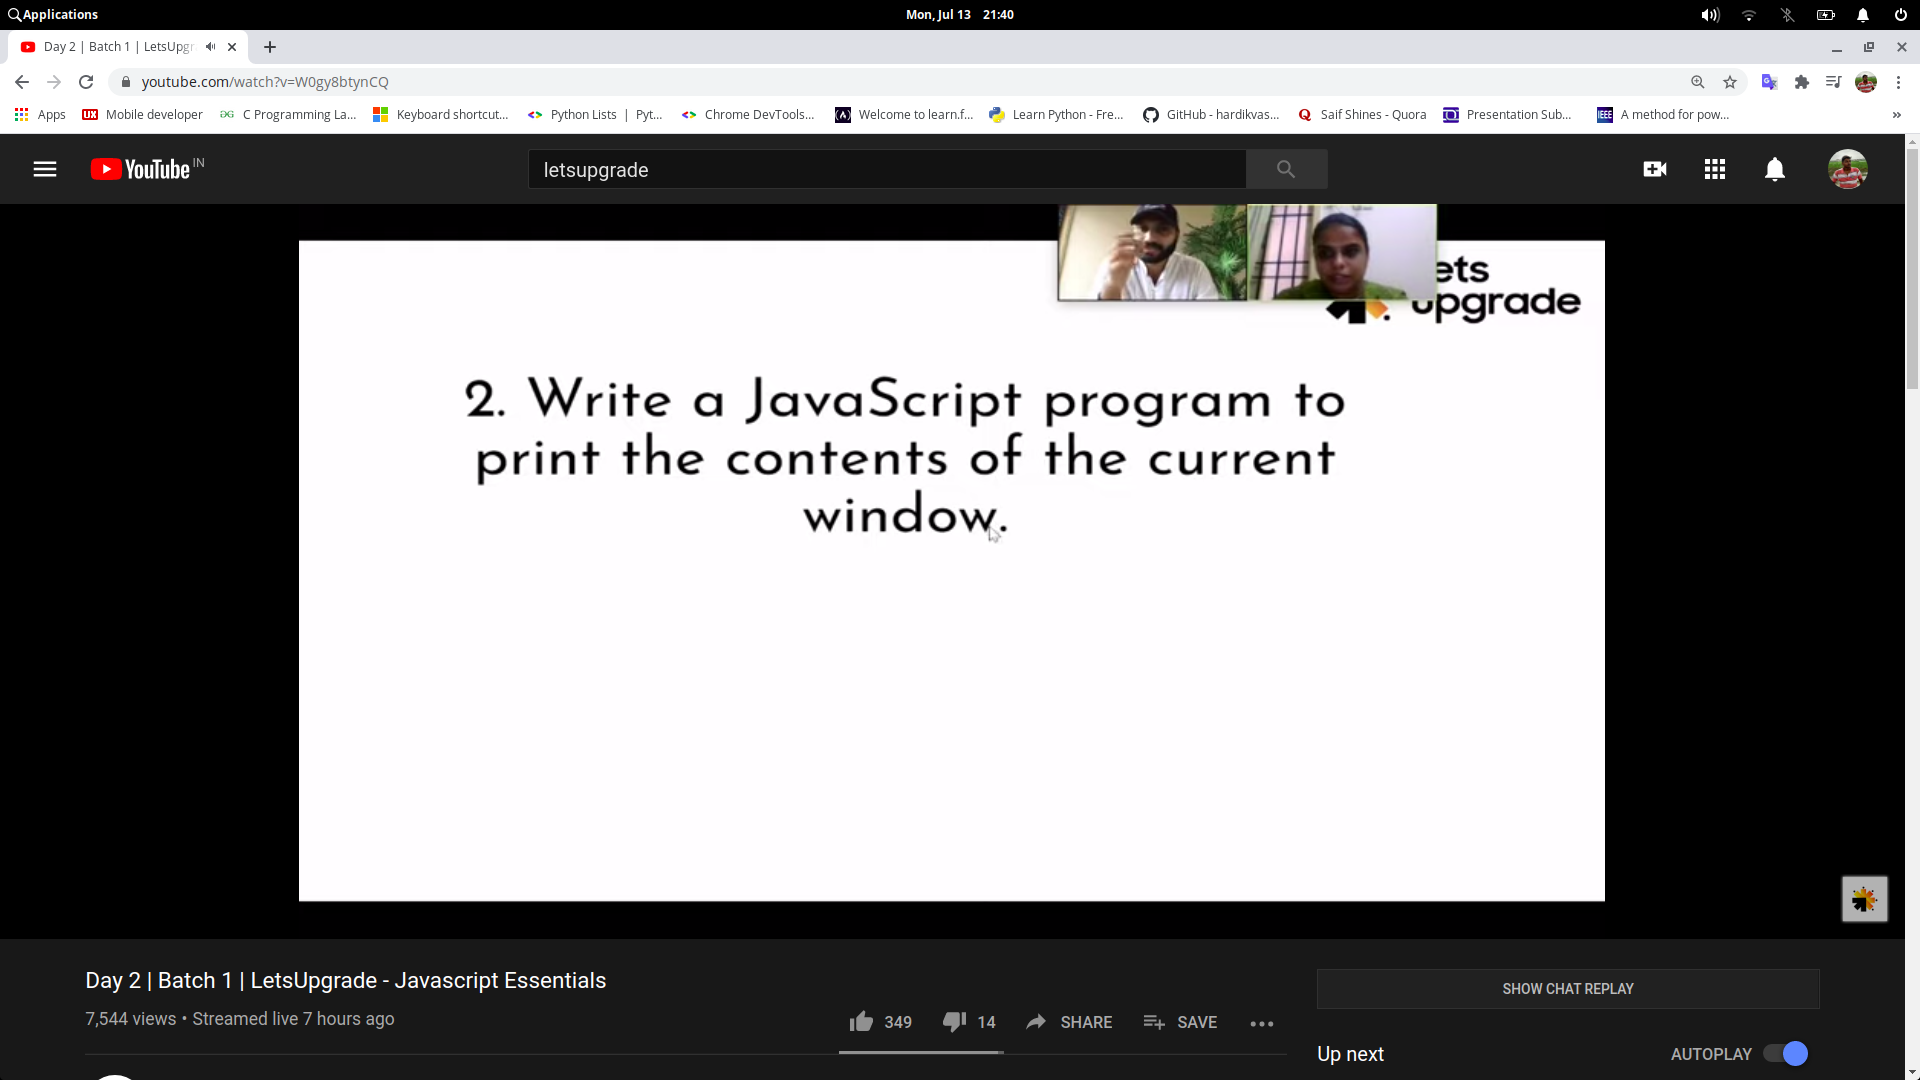 Applications
Mon, Jul 13 21:40
Day 2 | Batch 1 | LetsUpgr
youtube.com/watch?v=W0gy8btynCQ
Apps
UX Mobile developer
C Programming La...
Keyboard shortcut...
Python Lists | Pyt...
Chrome DevTools...
Welcome to learn.f...
Learn Python - Fre...
GitHub - hardikvas...
Saif Shines - Quora
Presentation Sub...
IEEE A method for pow...
YouTube IN
letsupgrade
ets
upgrade
2. Write a JavaScript program to
print the contents of the current
window.
Day 2 | Batch 1 | LetsUpgrade - Javascript Essentials
7,544 views • Streamed live 7 hours ago
349
14
SHARE
SAVE
SHOW CHAT REPLAY
Up next
AUTOPLAY